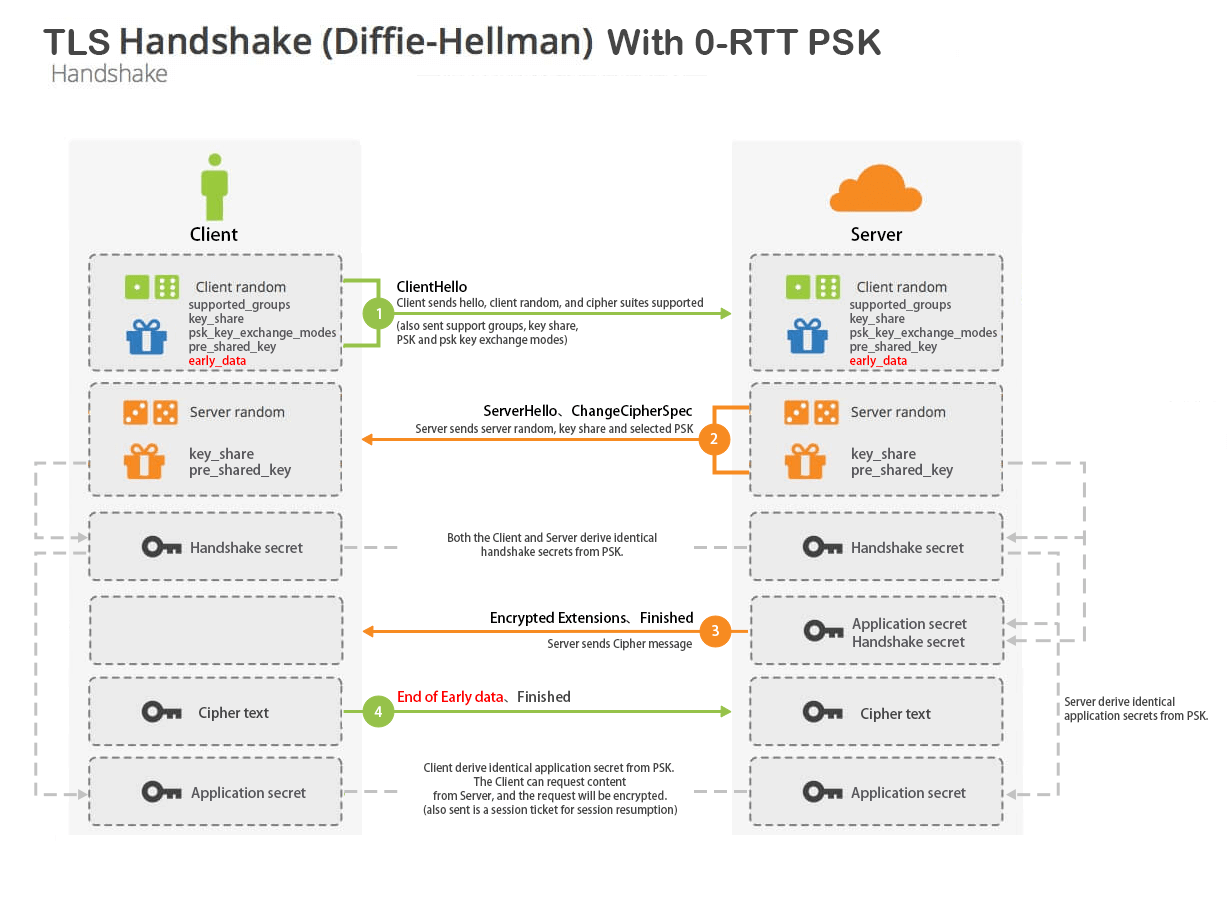 TLS Handshake (Diffie-Hellman) With 0-RTT PSK
Handshake
Client
Server
Client random
supported_groups
key_share
psk_key_exchange_modes
pre_shared_key
early_data
1
ClientHello
Client sends hello, client random, and cipher suites supported
(also sent support groups, key share,
PSK and psk key exchange modes)
Client random
supported_groups
key_share
psk_key_exchange_modes
pre_shared_key
early_data
Server random
key_share
pre_shared_key
ServerHello、ChangeCipherSpec
Server sends server random, key share and selected PSK
2
Server random
key_share
pre_shared_key
Handshake secret
Both the Client and Server derive identical
handshake secrets from PSK.
Handshake secret
Encrypted Extensions、Finished
Server sends Cipher message
3
Application secret
Handshake secret
Cipher text
4
End of Early data、Finished
Cipher text
Server derive identical
application secrets from PSK.
Application secret
Client derive identical application secret from PSK.
The Client can request content
from Server, and the request will be encrypted.
(also sent is a session ticket for session resumption)
Application secret